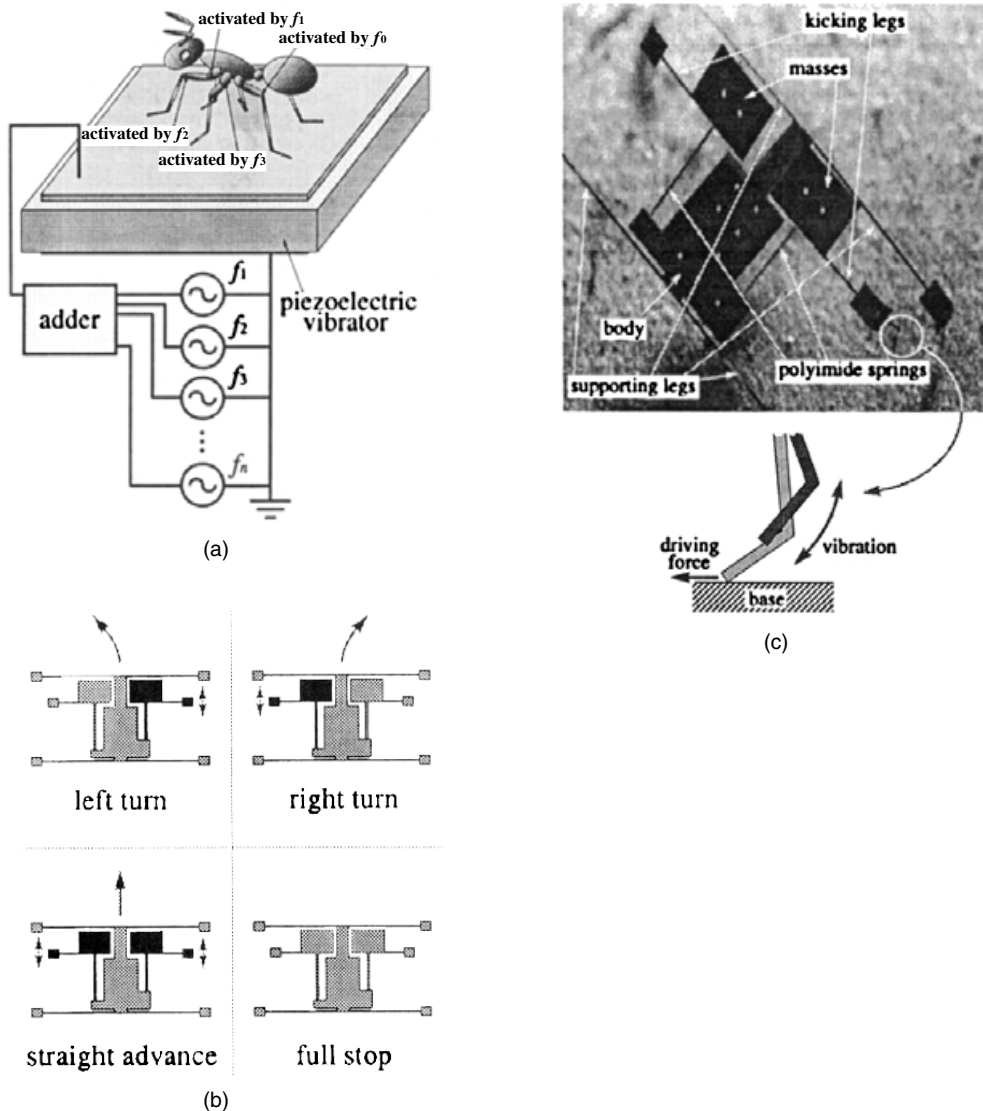 activated by f1
activated by f0
activated by f2
activated by f3
f1
f2
f3
fn
adder
piezoelectric
vibrator
(a)
left turn
right turn
straight advance
full stop
(b)
kicking legs
masses
body
supporting legs
polyimide springs
driving
force
vibration
base
(c)